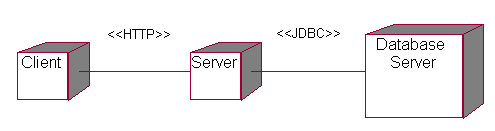 <<HTTP>>
<<JDBC>>
Client
Server
Database
Server